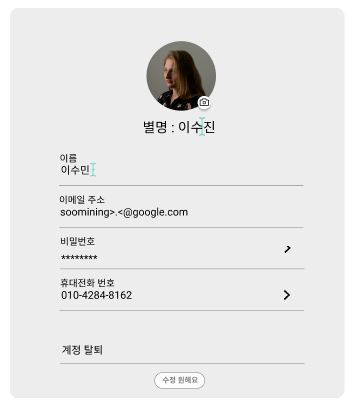 별명 : 이수진
이름
이수민
이메일 주소
soomining>.<@google.com
비밀번호
********
휴대전화 번호
010-4284-8162
계정 탈퇴
수정 원해요